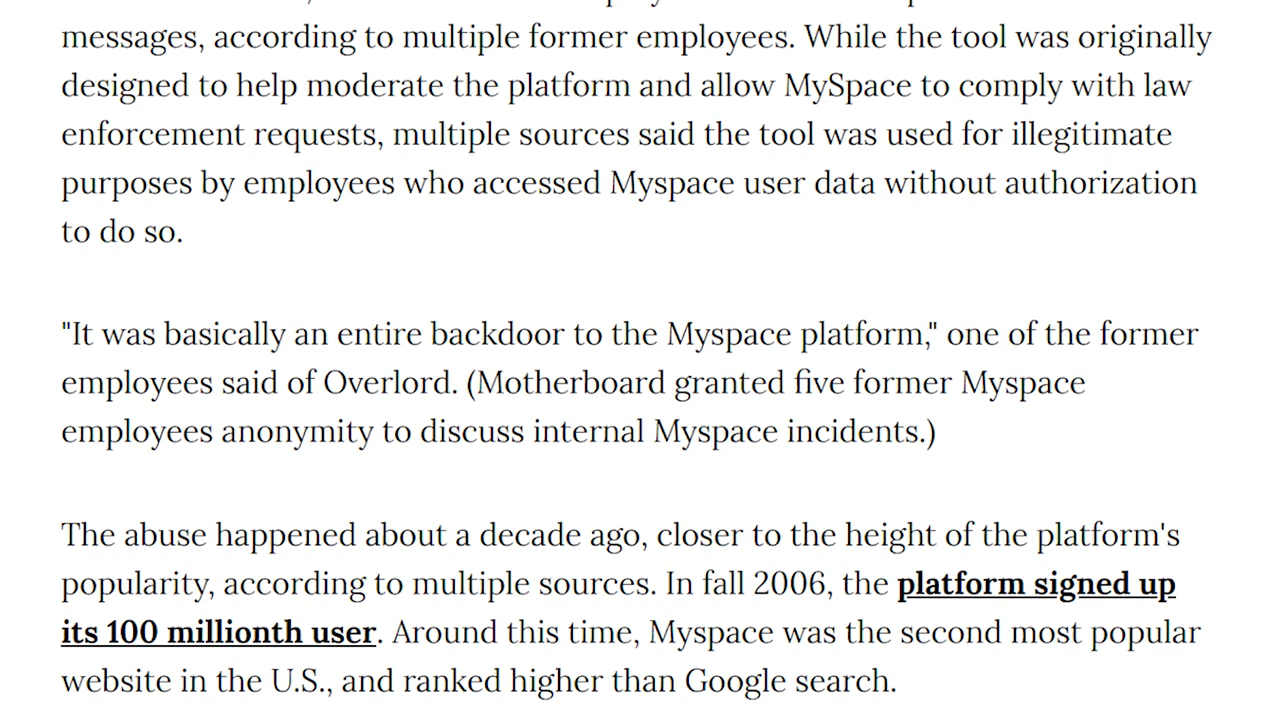 messages, according to multiple former employees. While the tool was originally
designed to help moderate the platform and allow MySpace to comply with law
enforcement requests, multiple sources said the tool was used for illegitimate
purposes by employees who accessed Myspace user data without authorization
to do so.
"It was basically an entire backdoor to the Myspace platform," one of the former
employees said of Overlord. (Motherboard granted five former Myspace
employees anonymity to discuss internal Myspace incidents.)
The abuse happened about a decade ago, closer to the height of the platform's
popularity, according to multiple sources. In fall 2006, the platform signed up
its 100 millionth user. Around this time, Myspace was the second most popular
website in the U.S., and ranked higher than Google search.